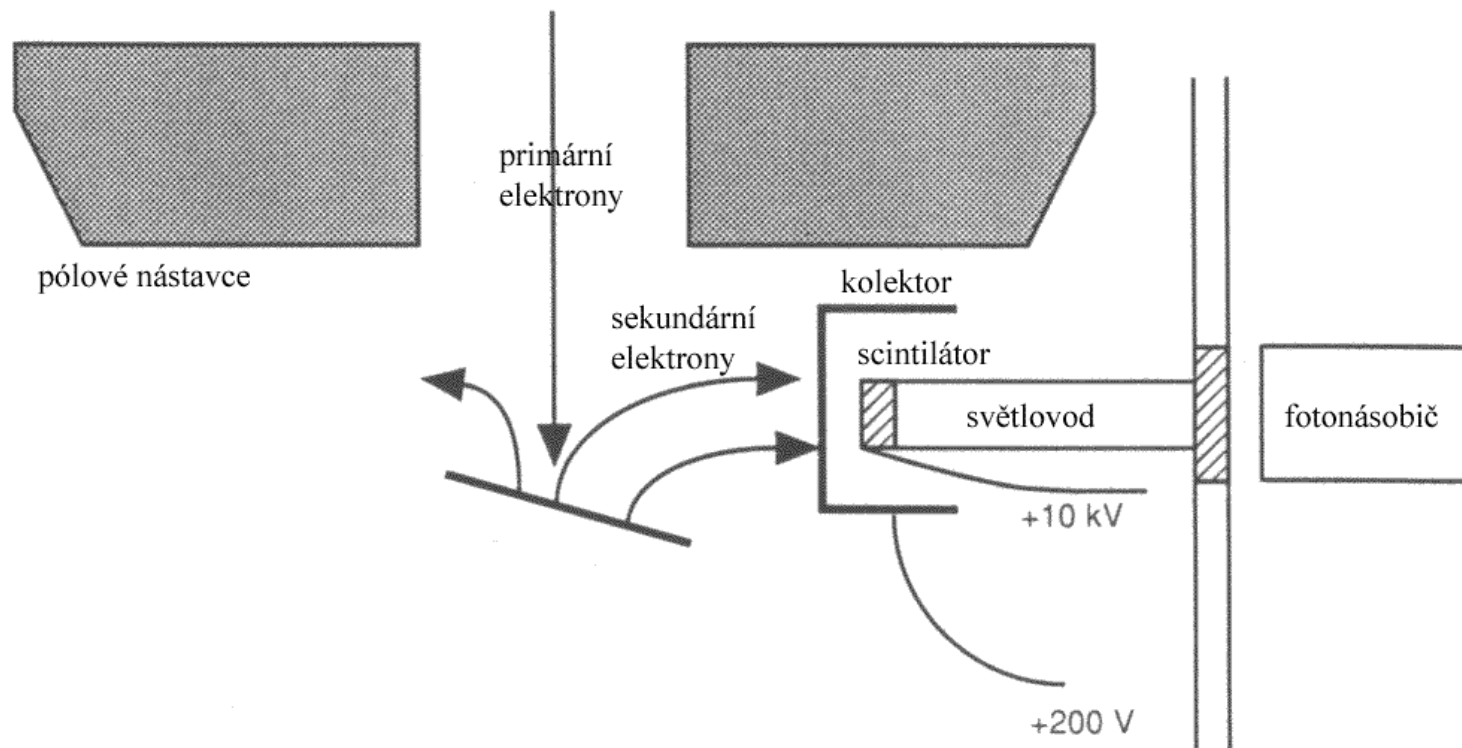 primární
elektrony
pólové nástavce
kolektor
sekundární
elektrony
scintilátor
světlovod
fotonásobič
+10 kV
+200 V